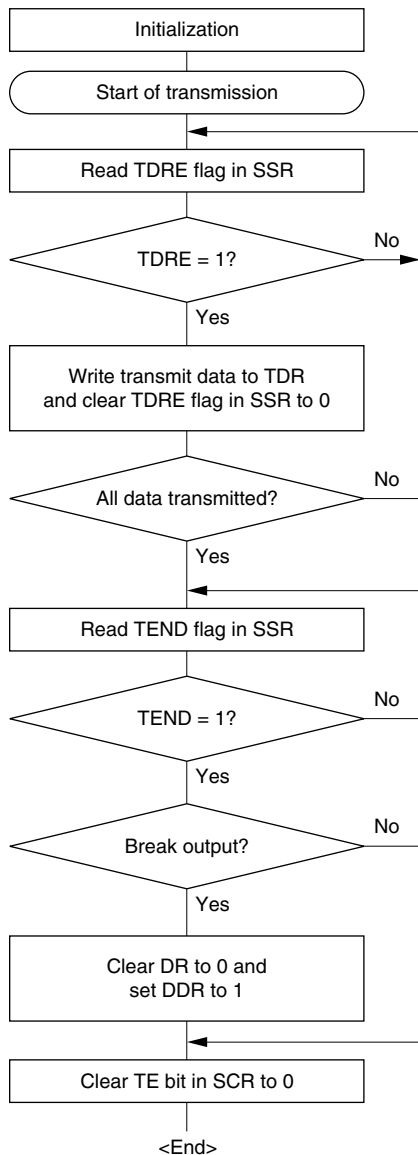 Initialization
Start of transmission
Read TDRE flag in SSR
TDRE = 1?
No
Yes
Write transmit data to TDR
and clear TDRE flag in SSR to 0
All data transmitted?
No
Yes
Read TEND flag in SSR
TEND = 1?
No
Yes
Break output?
No
Yes
Clear DR to 0 and
set DDR to 1
Clear TE bit in SCR to 0
<End>